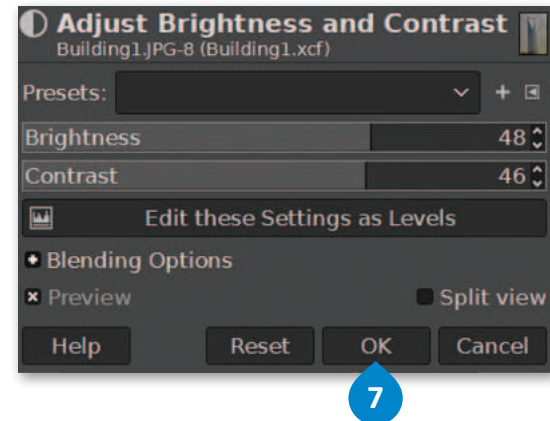 Adjust Brightness and Contrast
Building1.JPG-8 (Building1.xcf)
Presets:
Brightness 48
Contrast 46
Edit these Settings as Levels
Blending Options
Preview Split view
Help Reset OK Cancel
7